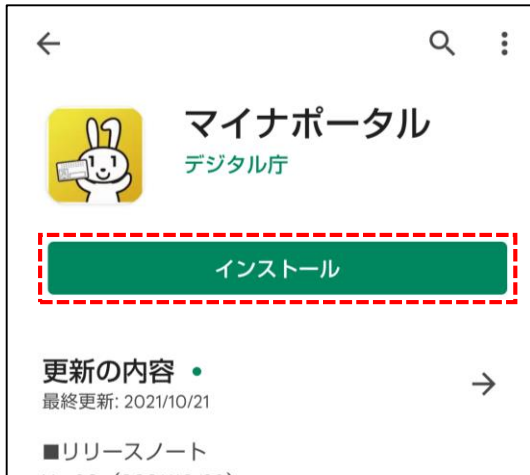 マイナポータル
デジタル庁
インストール
更新の内容
最終更新: 2021/10/21
■リリースノート